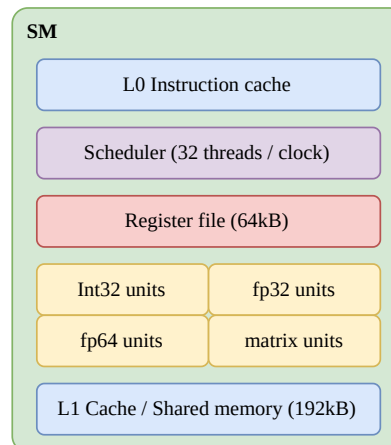 SM
L0 Instruction cache
Scheduler (32 threads / clock)
Register file (64kB)
Int32 units
fp32 units
fp64 units
matrix units
L1 Cache / Shared memory (192kB)